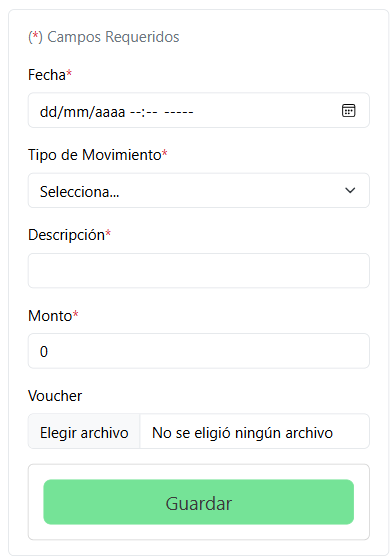 (*) Campos Requeridos
Fecha*
dd/mm/aaaa --:-- -----
Tipo de Movimiento*
Selecciona...
Descripción*
Monto*
0
Voucher
Elegir archivo No se eligió ningún archivo
Guardar